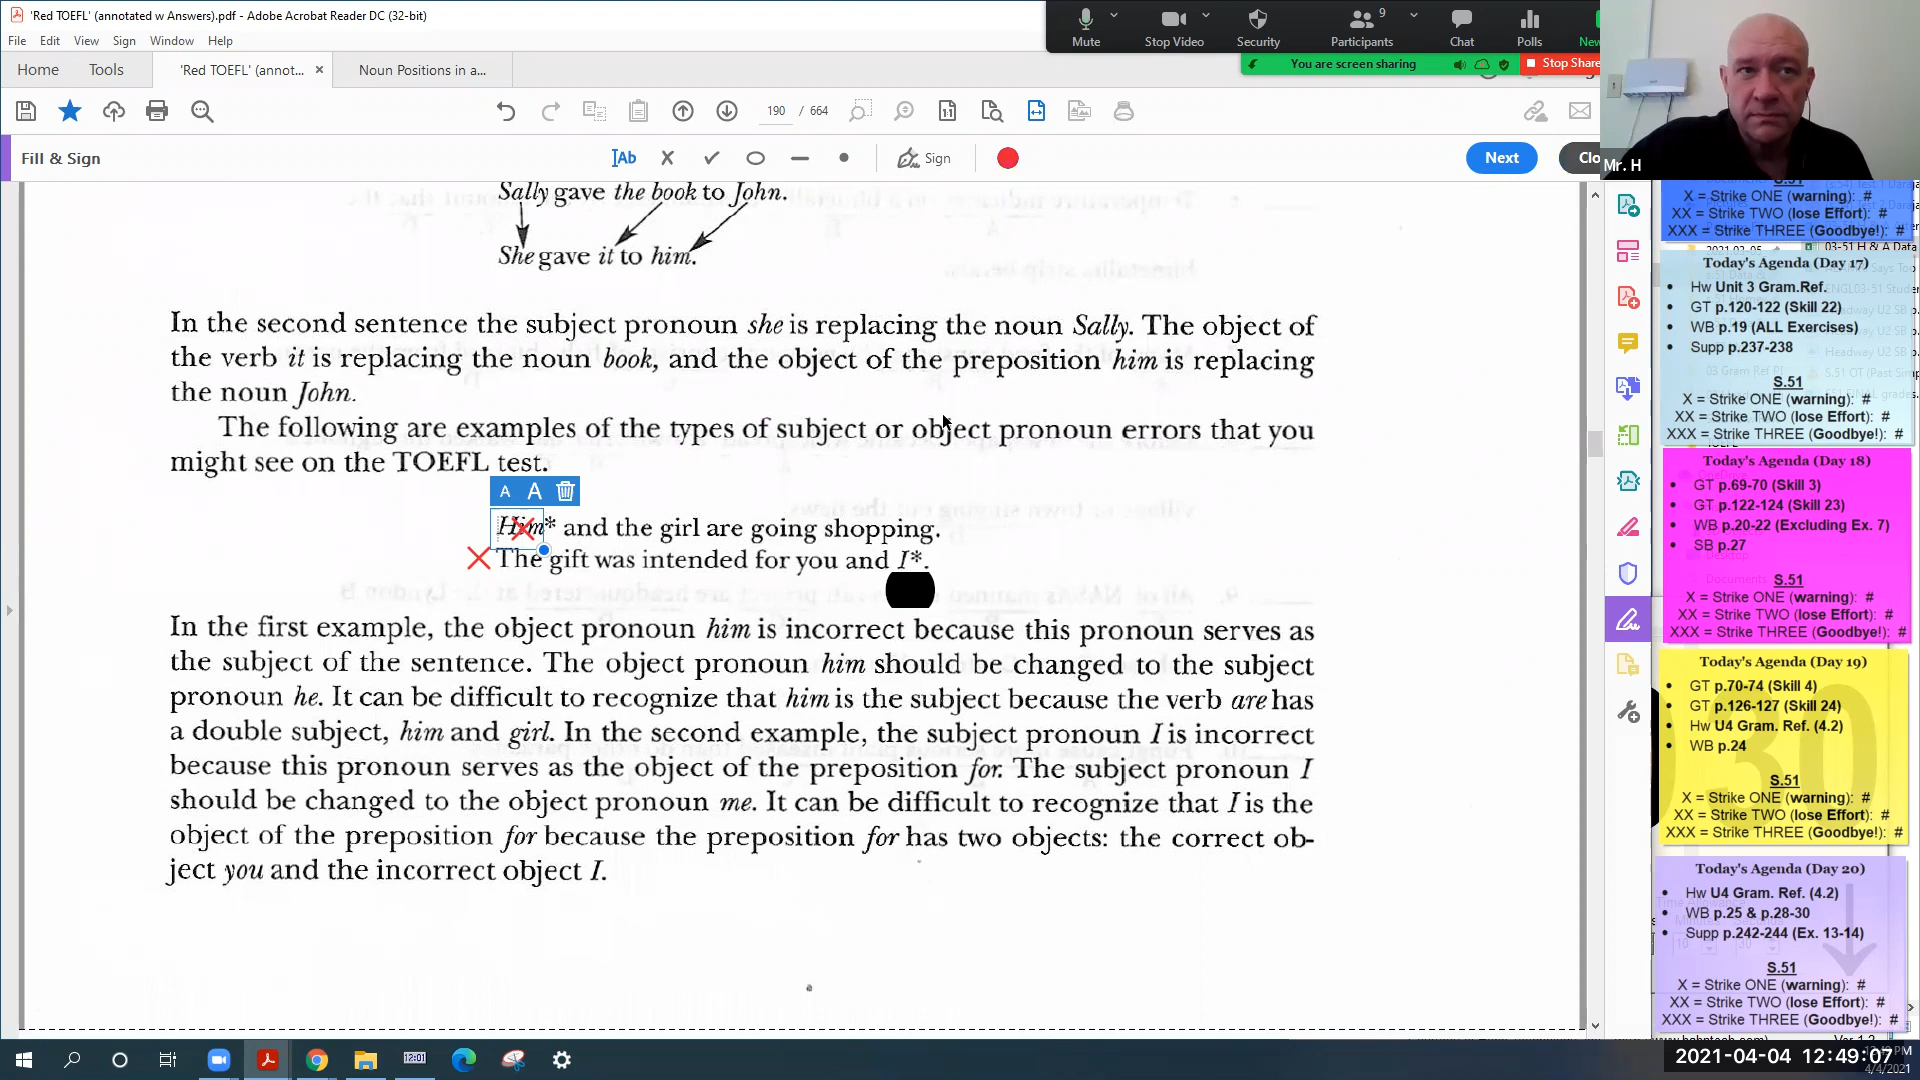 'Red TOEFL' (annotated w Answers).pdf - Adobe Acrobat Reader DC (32-bit)
File Edit View Sign Window Help
Home Tools 'Red TOEFL' (annot... × Noun Positions in a...
190 / 664
Fill & Sign
Ab
Sign
Next
Clo
Mute
Stop Video
Security
9
Participants
Chat
Polls
New
You are screen sharing
Stop Share
Mr. H
Sally gave the book to John.
She gave it to him.
In the second sentence the subject pronoun she is replacing the noun Sally. The object of
the verb it is replacing the noun book, and the object of the preposition him is replacing
the noun John.
The following are examples of the types of subject or object pronoun errors that you
might see on the TOEFL test.
A A
Him* and the girl are going shopping.
The gift was intended for you and I*.
In the first example, the object pronoun him is incorrect because this pronoun serves as
the subject of the sentence. The object pronoun him should be changed to the subject
pronoun he. It can be difficult to recognize that him is the subject because the verb are has
a double subject, him and girl. In the second example, the subject pronoun I is incorrect
because this pronoun serves as the object of the preposition for. The subject pronoun I
should be changed to the object pronoun me. It can be difficult to recognize that I is the
object of the preposition for because the preposition for has two objects: the correct ob-
ject you and the incorrect object I.
S.51
X = Strike ONE (warning): #
XX = Strike TWO (lose Effort): #
XXX = Strike THREE (Goodbye!): #
03-51 H & A Data
Today's Agenda (Day 17)
• Hw Unit 3 Gram.Ref.
• GT p.120-122 (Skill 22)
• WB p.19 (ALL Exercises)
• Supp p.237-238
S.51
X = Strike ONE (warning): #
XX = Strike TWO (lose Effort): #
XXX = Strike THREE (Goodbye!): #
Today's Agenda (Day 18)
• GT p.69-70 (Skill 3)
• GT p.122-124 (Skill 23)
• WB p.20-22 (Excluding Ex. 7)
• SB p.27
S.51
X = Strike ONE (warning): #
XX = Strike TWO (lose Effort): #
XXX = Strike THREE (Goodbye!): #
Today's Agenda (Day 19)
• GT p.70-74 (Skill 4)
• GT p.126-127 (Skill 24)
• Hw U4 Gram. Ref. (4.2)
• WB p.24
S.51
X = Strike ONE (warning): #
XX = Strike TWO (lose Effort): #
XXX = Strike THREE (Goodbye!): #
Today's Agenda (Day 20)
• Hw U4 Gram. Ref. (4.2)
• WB p.25 & p.28-30
• Supp p.242-244 (Ex. 13-14)
S.51
X = Strike ONE (warning): #
XX = Strike TWO (lose Effort): #
XXX = Strike THREE (Goodbye!): #
12:01
2021-04-04 12:49:07
4/4/2021